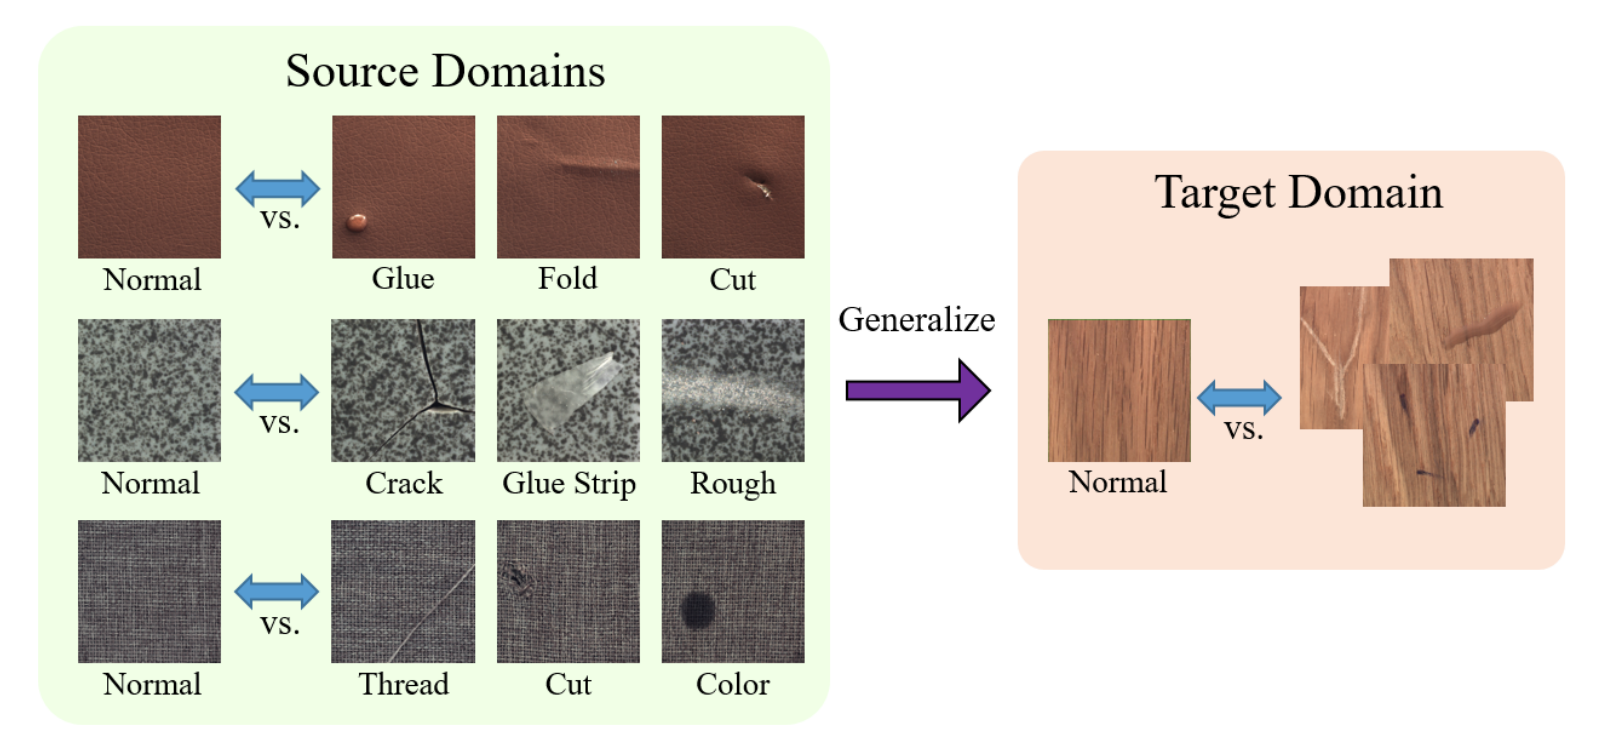 Source Domains
vs.
Normal
Glue
Fold
Cut
vs.
Normal
Crack
Glue Strip
Rough
vs.
Normal
Thread
Cut
Color
Generalize
Target Domain
vs.
Normal